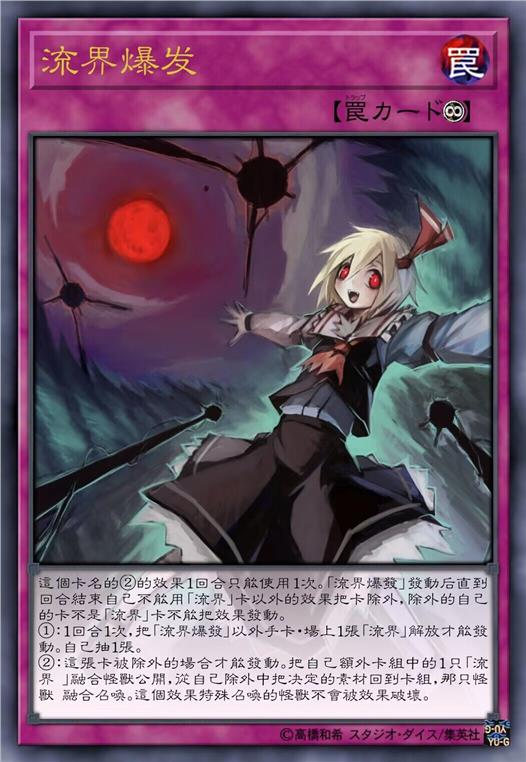 流界爆发
罠
トラップ
【罠カード♾】
這個卡名的②的效果1回合只能使用1次。「流界爆發」發動后直到
回合結束自己不能用「流界」卡以外的效果把卡除外,除外的自己
的卡不是「流界」卡不能把效果發動。
①:1回合1次,把「流界爆發」以外手卡·場上1張「流界」解放才能發
動。自己抽1張。
②:這張卡被除外的場合才能發動。把自己額外卡組中的1只「流
界 」融合怪獸公開,從自己除外中把决定的素材回到卡組,那只怪
獸 融合召喚。這個效果特殊召喚的怪獸不會被效果破壞。
©高橋和希 スタジオ・ダイス/集英社
YU-G
YU-G